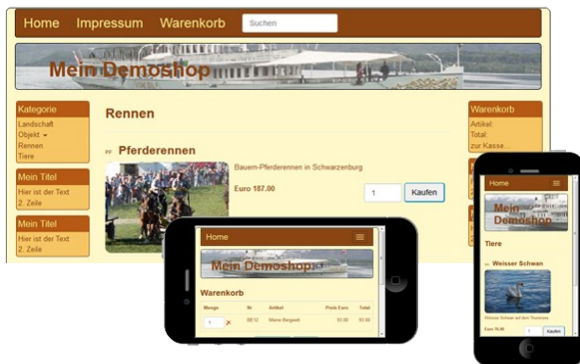 Home Impressum Warenkorb Suchen
Mein Demoshop
Kategorie
Landschaft
Objekt
Rennen
Tiere
Mein Titel
Hier ist der Text
2. Zeile
Mein Titel
Hier ist der Text
2. Zeile
Rennen
PF Pferderennen
Bauern-Pferderennen in Schwarzenburg
Euro 187.00 1 Kaufen
Warenkorb
Artikel:
Total:
zur Kasse...
Home
Mein Demoshop
Warenkorb
Menge Nr Artikel Preis Euro Total
1
Home
Mein
Demoshop
Tiere
Weisser Schwan
1 Kaufen